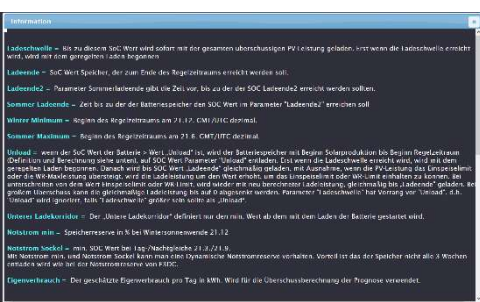 Information
Ladeschwelle = Bis zu diesem SoC Wert wird sofort mit der gesamten überschüssigen PV Leistung geladen. Erst wenn die Ladeschwelle erreicht
wird, wird mit dem geregelten Laden begonnen
Ladeende = SoC Wert Speicher, der zum Ende des Regelzeitraums erreicht werden soll.
Ladeende2 = Parameter Sommerladeende gibt die Zeit vor, bis zu der der SOC Ladeende2 erreicht werden sollten.
Sommer Ladeende = Zeit bis zu der der Batteriespeicher den SOC Wert im Parameter "Ladeende2" erreichen soll
Winter Minimum = Beginn des Regelzeitraums am 21.12. GMT/UTC dezimal.
Sommer Maximum = Beginn des Regelzeitraums am 21.6. GMT/UTC dezimal.
Unload = wenn der SoC Wert der Batterie > Wert „Unload" ist, wird der Batteriespeicher mit Beginn Solarproduktion bis Beginn Regelzeitraum
(Definition und Berechnung siehe unten), auf SOC Wert Parameter "Unload" entladen. Erst wenn die Ladeschwelle erreicht wird, wird mit dem
geregelten Laden begonnen. Danach wird bis SOC Wert „Ladeende" gleichmäßig geladen, mit Ausnahme, wenn die PV-Leistung das Einspeiselimit
oder die WR-Maxleistung übersteigt, wird die Ladeleistung um den Wert erhöht, um das Einspeiselimit einhalten zu können. Bei
unterschreiten von dem Wert Einspeiselimit oder WR-Limit, wird wieder mit neu berechneter Ladeleistung, gleichmäßig bis „Ladeende" geladen. Bei
großem Überschuss kann die gleichmäßige Ladeleistung bis auf 0 abgesenkt werden. Parameter "Ladeschwelle" hat Vorrang vor "Unload", d.h.
"Unload" wird ignoriert, falls "Ladeschwelle" größer sein sollte als „Unload".
Unterer Ladekorridor = Der „Untere Ladekorridor" definiert nur den min. Wert ab dem mit dem Laden der Batterie gestartet wird.
Notstrom min = Speicherreserve in % bei Wintersonnenwende 21.12
Notstrom Sockel = min. SOC Wert bei Tag-/Nachtgleiche 21.3./21.9.
Mit Notstrom min. und Notstrom Sockel kann man eine Dynamische Notstromreserve vorhalten. Vorteil ist das der Speicher nicht alle 3 Wochen
entladen wird wie bei der Notstromreserve von E3DC.
Eigenverbrauch = Der geschätzte Eigenverbrauch pro Tag in kWh. Wird für die Überschussberechnung der Prognose verwendet.